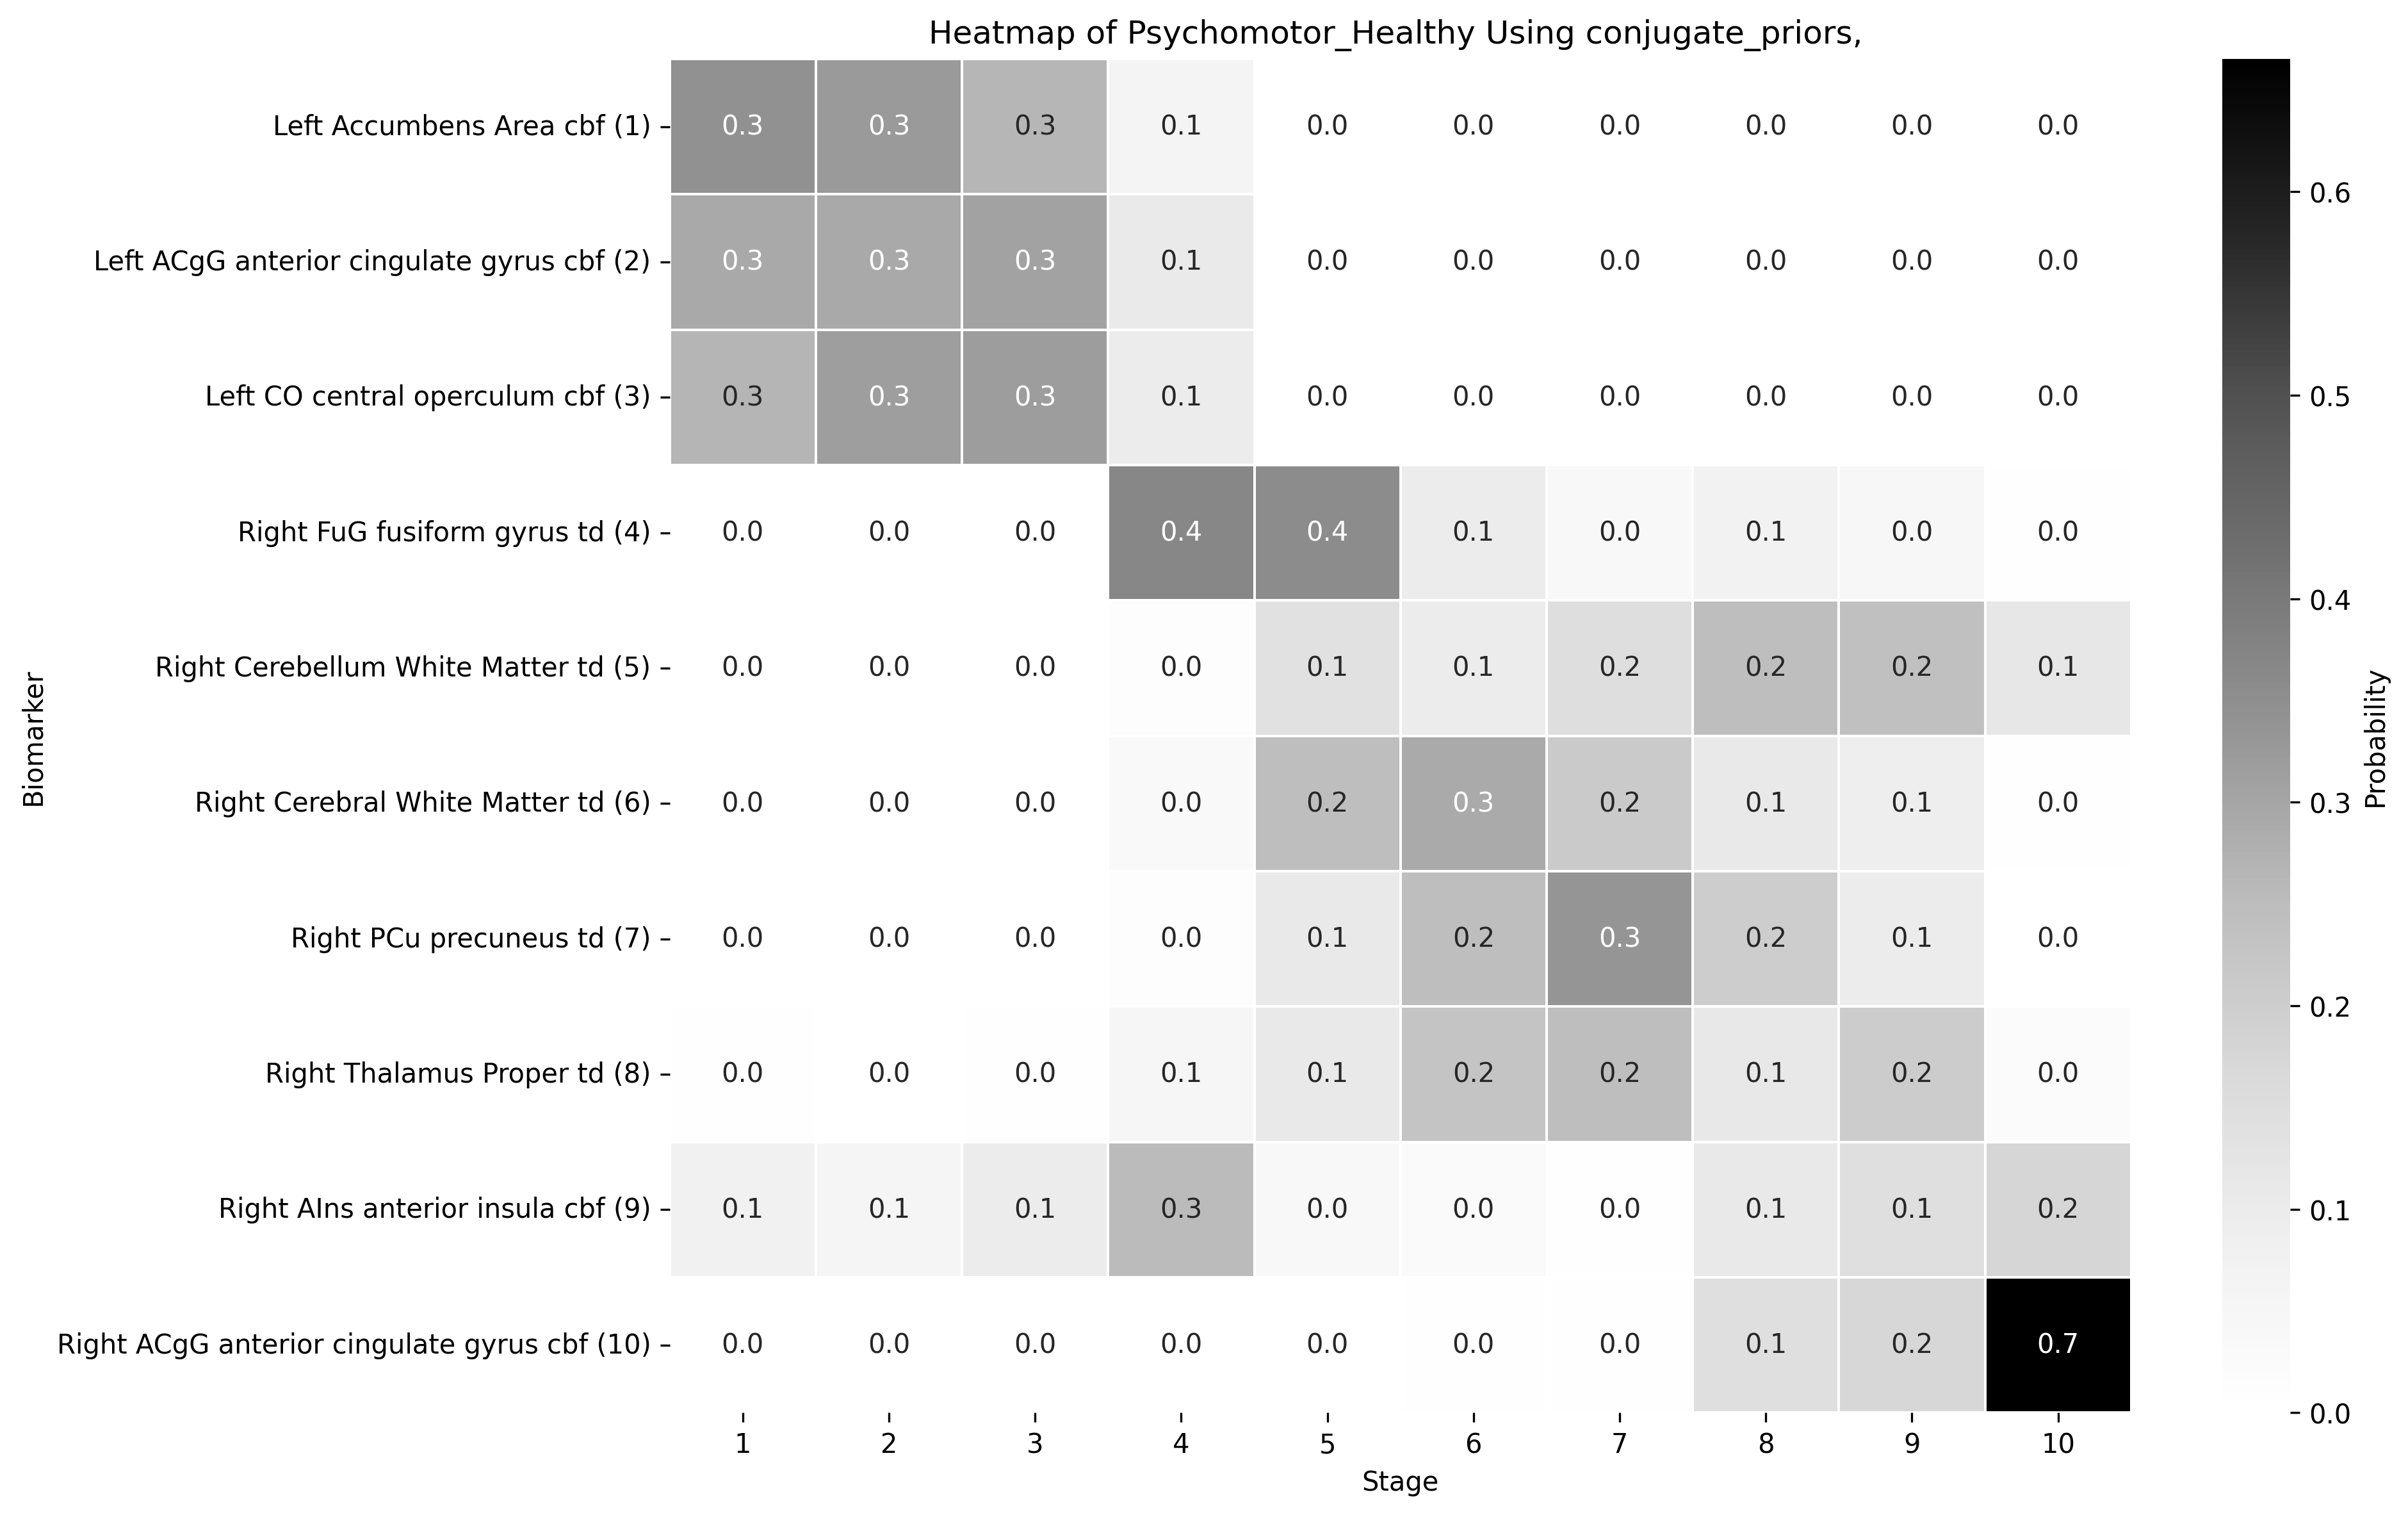 Heatmap of Psychomotor_Healthy Using conjugate_priors,
Left Accumbens Area cbf (1) 0.3 0.3 0.3 0.1 0.0 0.0 0.0 0.0 0.0 0.0
Left ACgG anterior cingulate gyrus cbf (2) 0.3 0.3 0.3 0.1 0.0 0.0 0.0 0.0 0.0 0.0
Left CO central operculum cbf (3) 0.3 0.3 0.3 0.1 0.0 0.0 0.0 0.0 0.0 0.0
Right FuG fusiform gyrus td (4) 0.0 0.0 0.0 0.4 0.4 0.1 0.0 0.1 0.0 0.0
Right Cerebellum White Matter td (5) 0.0 0.0 0.0 0.0 0.1 0.1 0.2 0.2 0.2 0.1
Right Cerebral White Matter td (6) 0.0 0.0 0.0 0.0 0.2 0.3 0.2 0.1 0.1 0.0
Right PCu precuneus td (7) 0.0 0.0 0.0 0.0 0.1 0.2 0.3 0.2 0.1 0.0
Right Thalamus Proper td (8) 0.0 0.0 0.0 0.1 0.1 0.2 0.2 0.1 0.2 0.0
Right AIns anterior insula cbf (9) 0.1 0.1 0.1 0.3 0.0 0.0 0.0 0.1 0.1 0.2
Right ACgG anterior cingulate gyrus cbf (10) 0.0 0.0 0.0 0.0 0.0 0.0 0.0 0.1 0.2 0.7
1 2 3 4 5 6 7 8 9 10
Stage
Biomarker
0.6
0.5
0.4
0.3
0.2
0.1
0.0
Probability